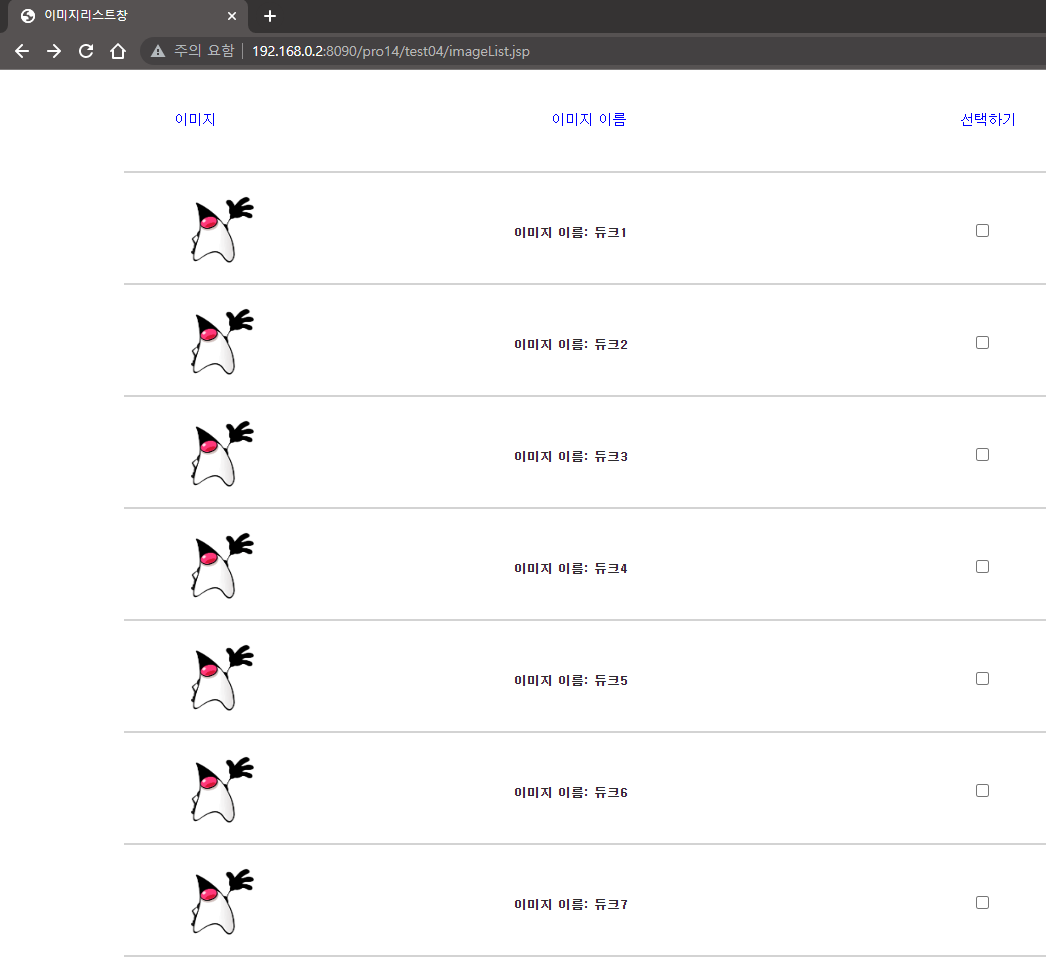 이미지리스트창
주의 요함 192.168.0.2:8090/pro14/test04/imageList.jsp
이미지 이미지 이름 선택하기
이미지 이름: 듀크1
이미지 이름: 듀크2
이미지 이름: 듀크3
이미지 이름: 듀크4
이미지 이름: 듀크5
이미지 이름: 듀크6
이미지 이름: 듀크7